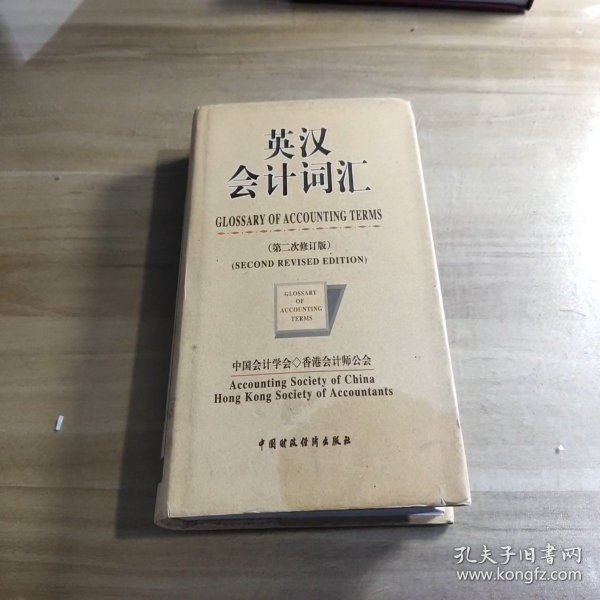 英汉
会计词汇
GLOSSARY OF ACCOUNTING TERMS
（第二次修订版）
(SECOND REVISED EDITION)
GLOSSARY
OF
ACCOUNTING
TERMS
中国会计学会◇香港会计师公会
Accounting Society of China
Hong Kong Society of Accountants
中国财政经济出版社
孔夫子旧书网
www.kongfz.com